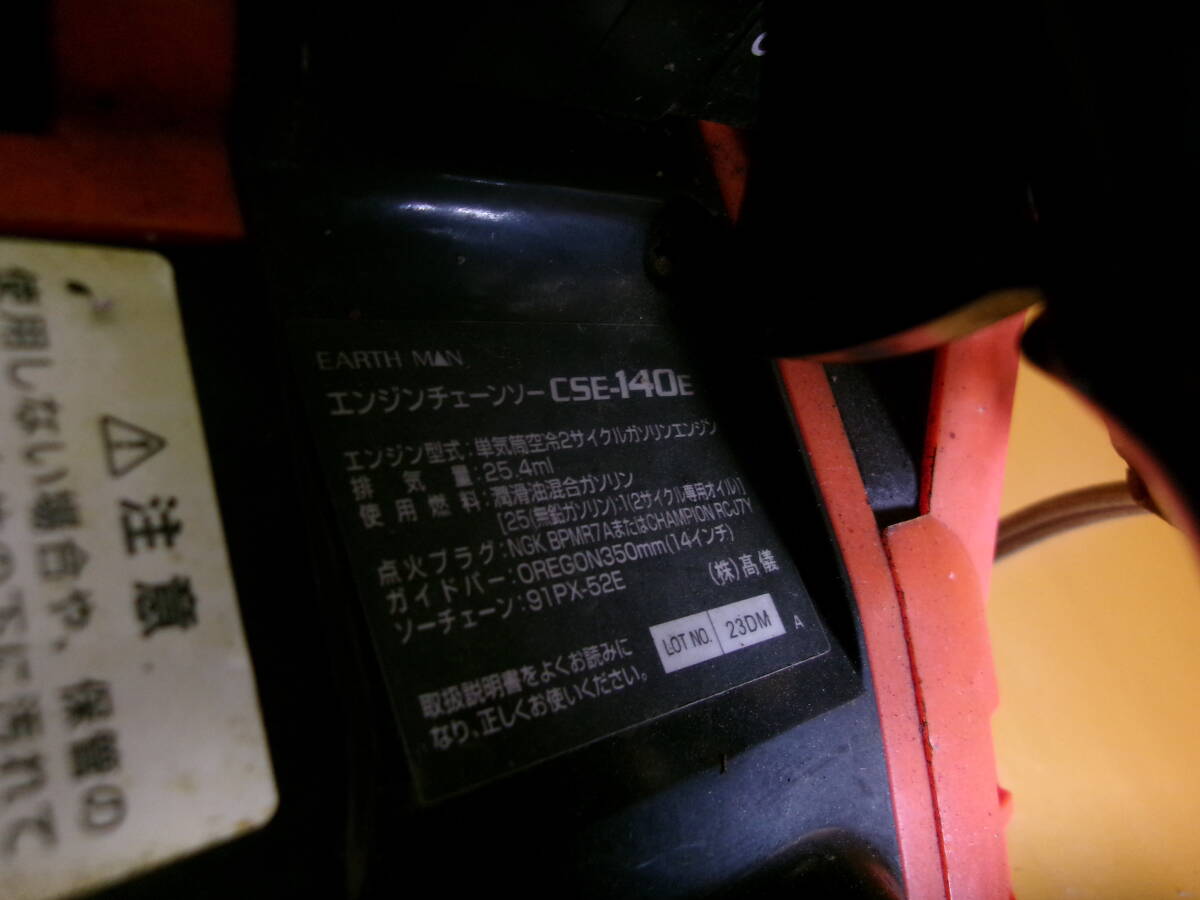 EARTH MAN
エンジンチェーンソー CSE-140E
エンジン型式:単気筒空冷2サイクルガソリンエンジン
排気量:25.4ml
使用燃料:潤滑油混合ガソリン
[25(無鉛ガソリン):1(2サイクル専用オイル)]
点火プラグ:NGK BPMR7AまたはCHAMPION RCJ7Y
ガイドバー:OREGON350mm(14インチ)
ソーチェーン:91PX-52E
(株)高儀
取扱説明書をよくお読みに
なり、正しくお使いください。
LOT NO. 23DM A
⚠注意
使用しない場合や、保管の
に汚れて